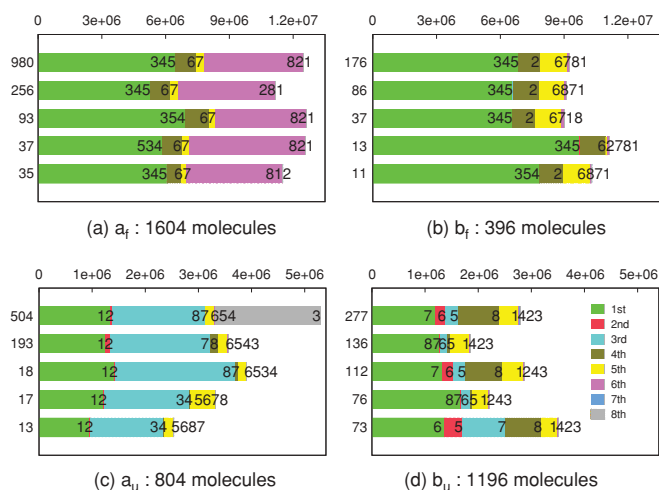 0 3e+06 6e+06 9e+06 1.2e+07
980 345 67 821
256 345 67 281
93 354 67 821
37 534 67 821
35 345 67 812
(a) af : 1604 molecules
0 3e+06 6e+06 9e+06 1.2e+07
176 345 2 6781
86 345 2 6871
37 345 2 6718
13 345 62781
11 354 2 6871
(b) bf : 396 molecules
0 1e+06 2e+06 3e+06 4e+06 5e+06
504 12 87654 3
193 12 78 6543
18 12 87 6534
17 12 34 5678
13 12 34 5687
(c) au : 804 molecules
0 1e+06 2e+06 3e+06 4e+06 5e+06
277 7 6 5 8 1423
136 8765 1423
112 7 6 5 8 1243
76 8765 1243
73 6 5 7 8 1423
1st
2nd
3rd
4th
5th
6th
7th
8th
(d) bu : 1196 molecules